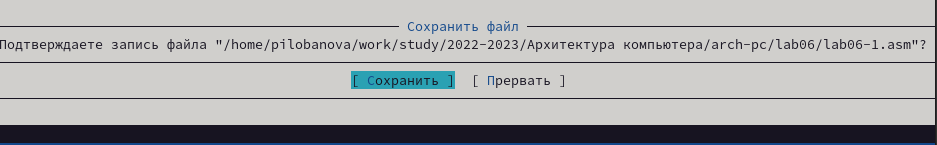 Сохранить файл
Подтверждаете запись файла "/home/pilobanova/work/study/2022-2023/Архитектура компьютера/arch-pc/lab06/lab06-1.asm"?
[ Сохранить ] [ Прервать ]